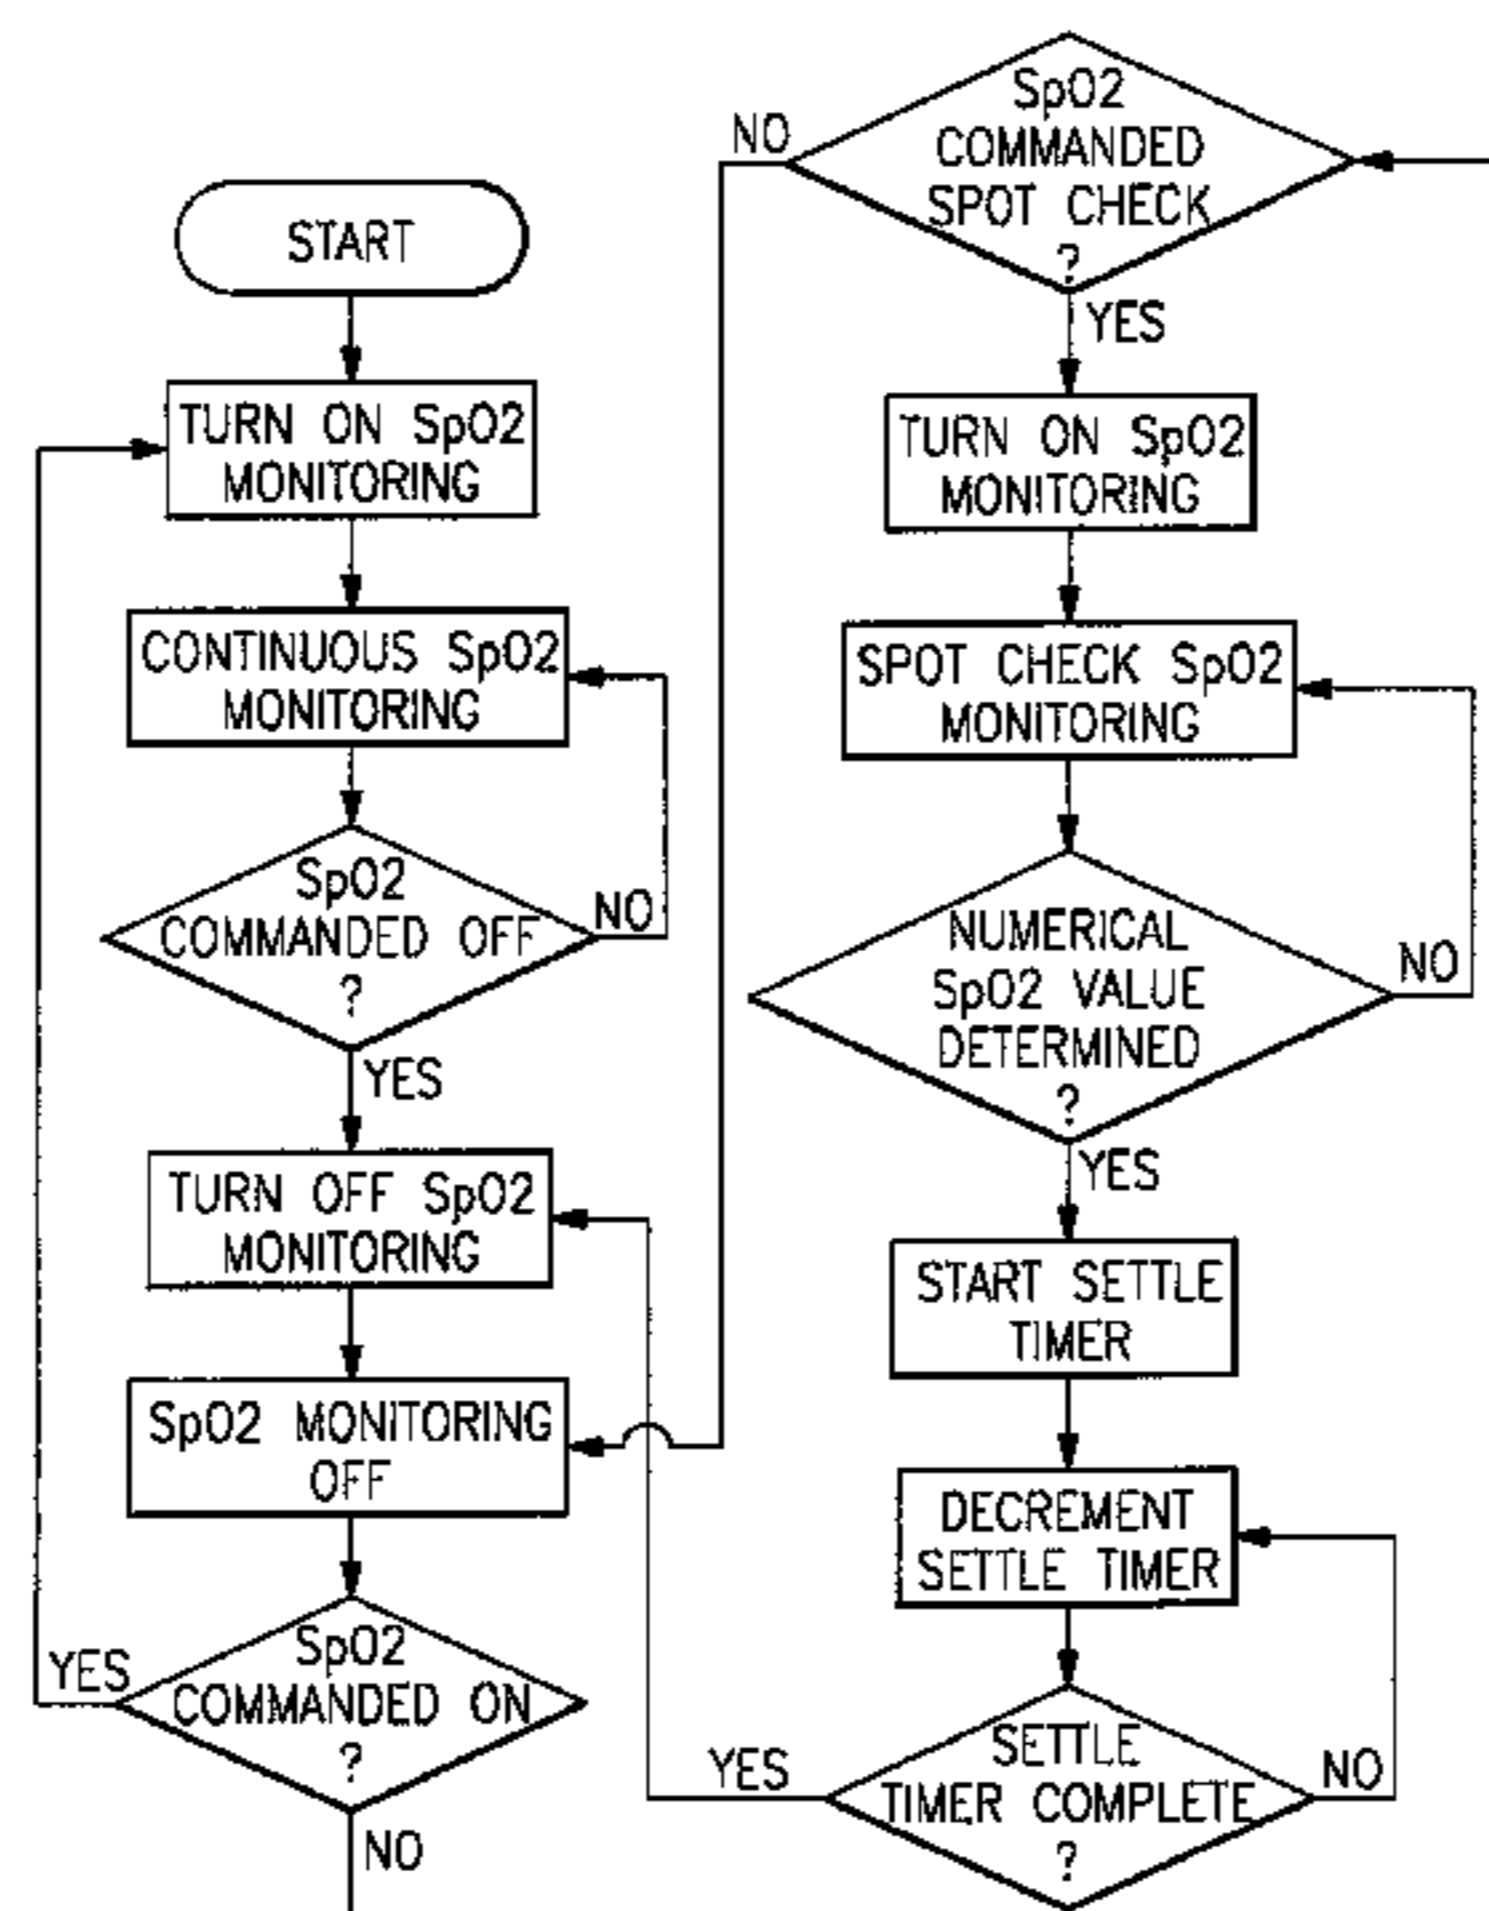 START
TURN ON SpO2
MONITORING
CONTINUOUS SpO2
MONITORING
SpO2
COMMANDED OFF
?
NO
YES
TURN OFF SpO2
MONITORING
SpO2 MONITORING
OFF
SpO2
COMMANDED ON
?
YES
NO
SpO2
COMMANDED
SPOT CHECK
?
NO
YES
TURN ON SpO2
MONITORING
SPOT CHECK SpO2
MONITORING
NUMERICAL
SpO2 VALUE
DETERMINED
?
NO
YES
START SETTLE
TIMER
DECREMENT
SETTLE TIMER
SETTLE
TIMER COMPLETE
?
YES
NO